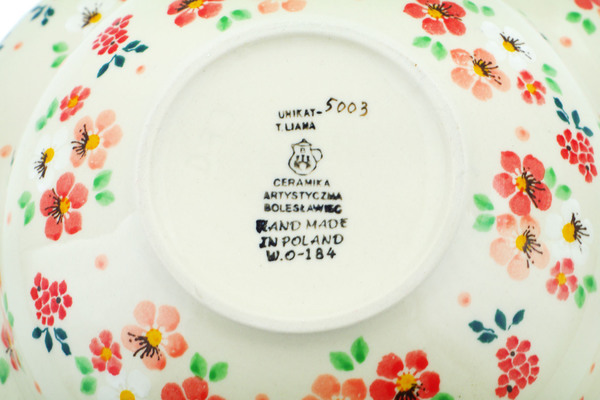 UNIKAT-5003
T. LIANA
CERAMIKA
ARTYSTYCZNA
BOLESŁAWIEC
HAND MADE
IN POLAND
W.O-184